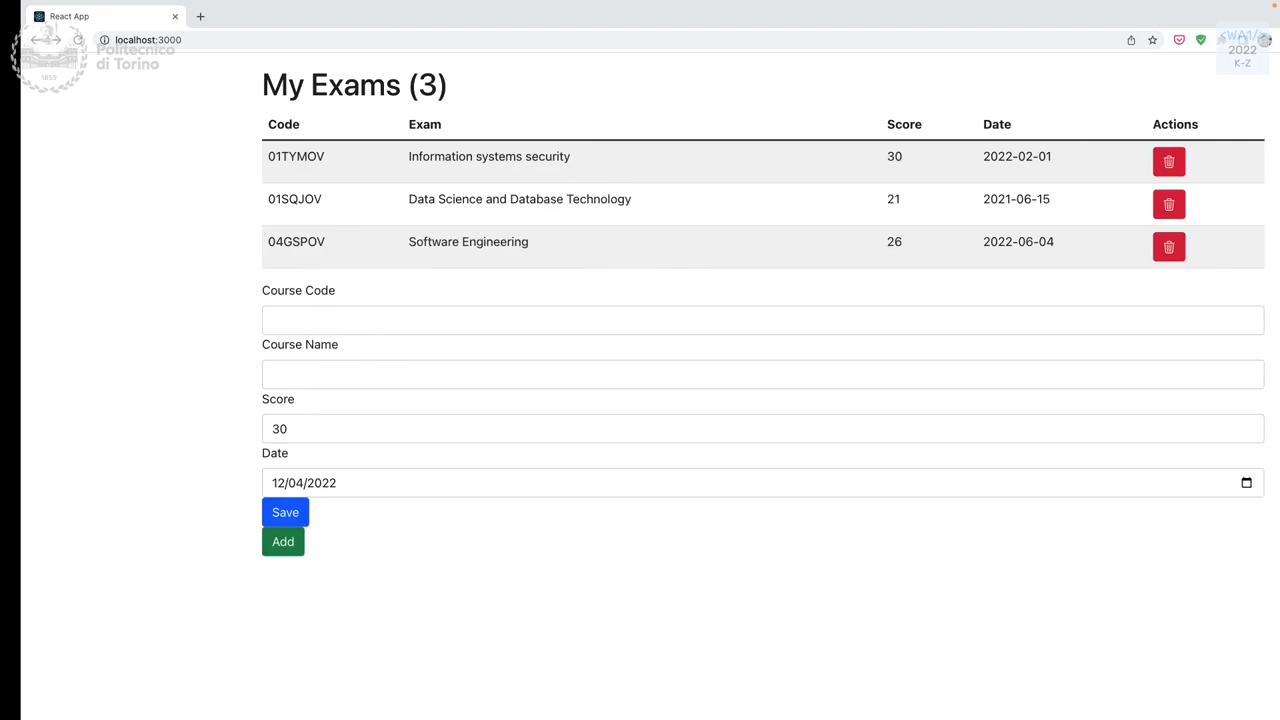 React App
localhost:3000
Politecnico
di Torino
1859
<WA1/>
2022
K-Z
My Exams (3)
Code Exam Score Date Actions
01TYMOV Information systems security 30 2022-02-01
01SQJOV Data Science and Database Technology 21 2021-06-15
04GSPOV Software Engineering 26 2022-06-04
Course Code
Course Name
Score
30
Date
12/04/2022
Save
Add